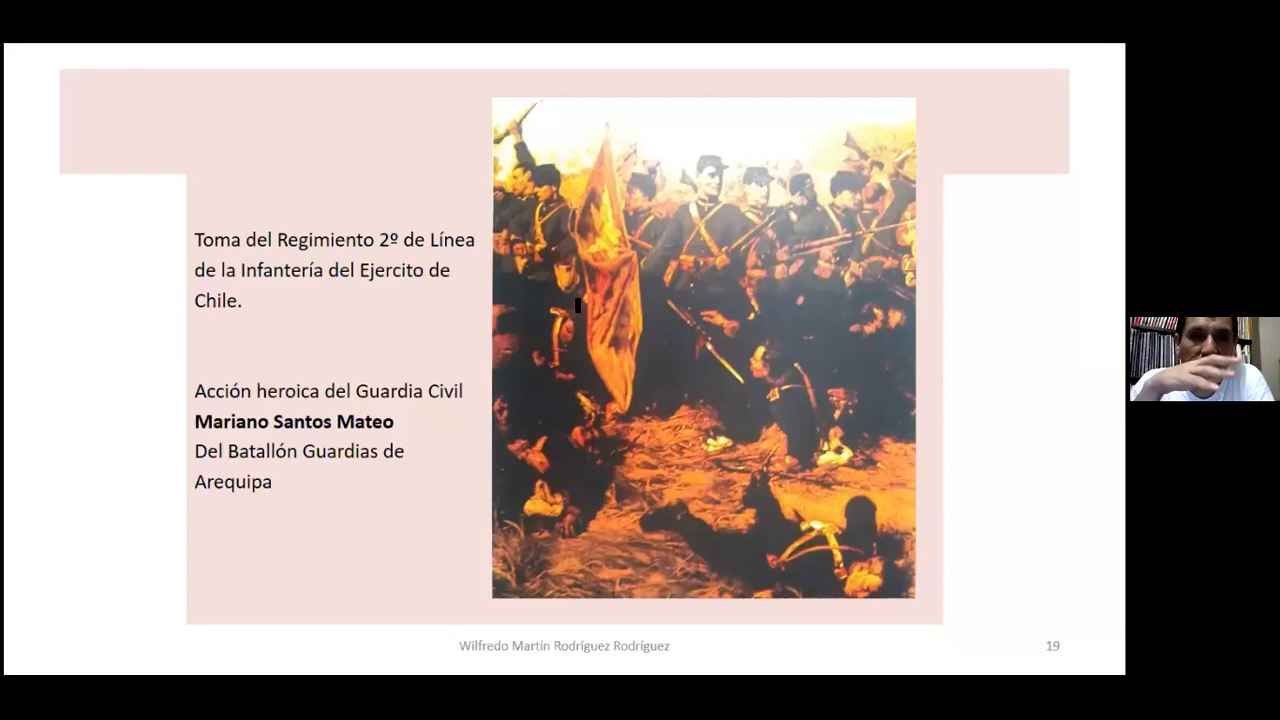 Toma del Regimiento 2º de Línea
de la Infantería del Ejercito de
Chile.
Acción heroica del Guardia Civil
Mariano Santos Mateo
Del Batallón Guardias de
Arequipa
Wilfredo Martín Rodríguez Rodríguez
19